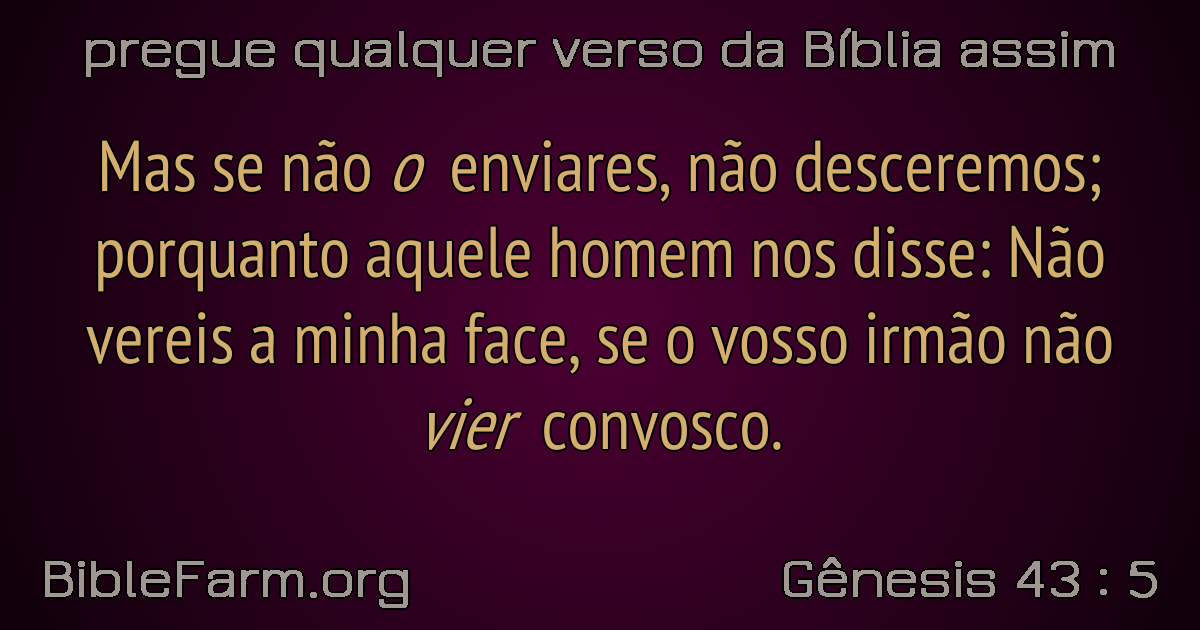 pregue qualquer verso da Bíblia assim
Mas se não o enviares, não desceremos;
porquanto aquele homem nos disse: Não
vereis a minha face, se o vosso irmão não
vier convosco.
BibleFarm.org
Gênesis 43 : 5